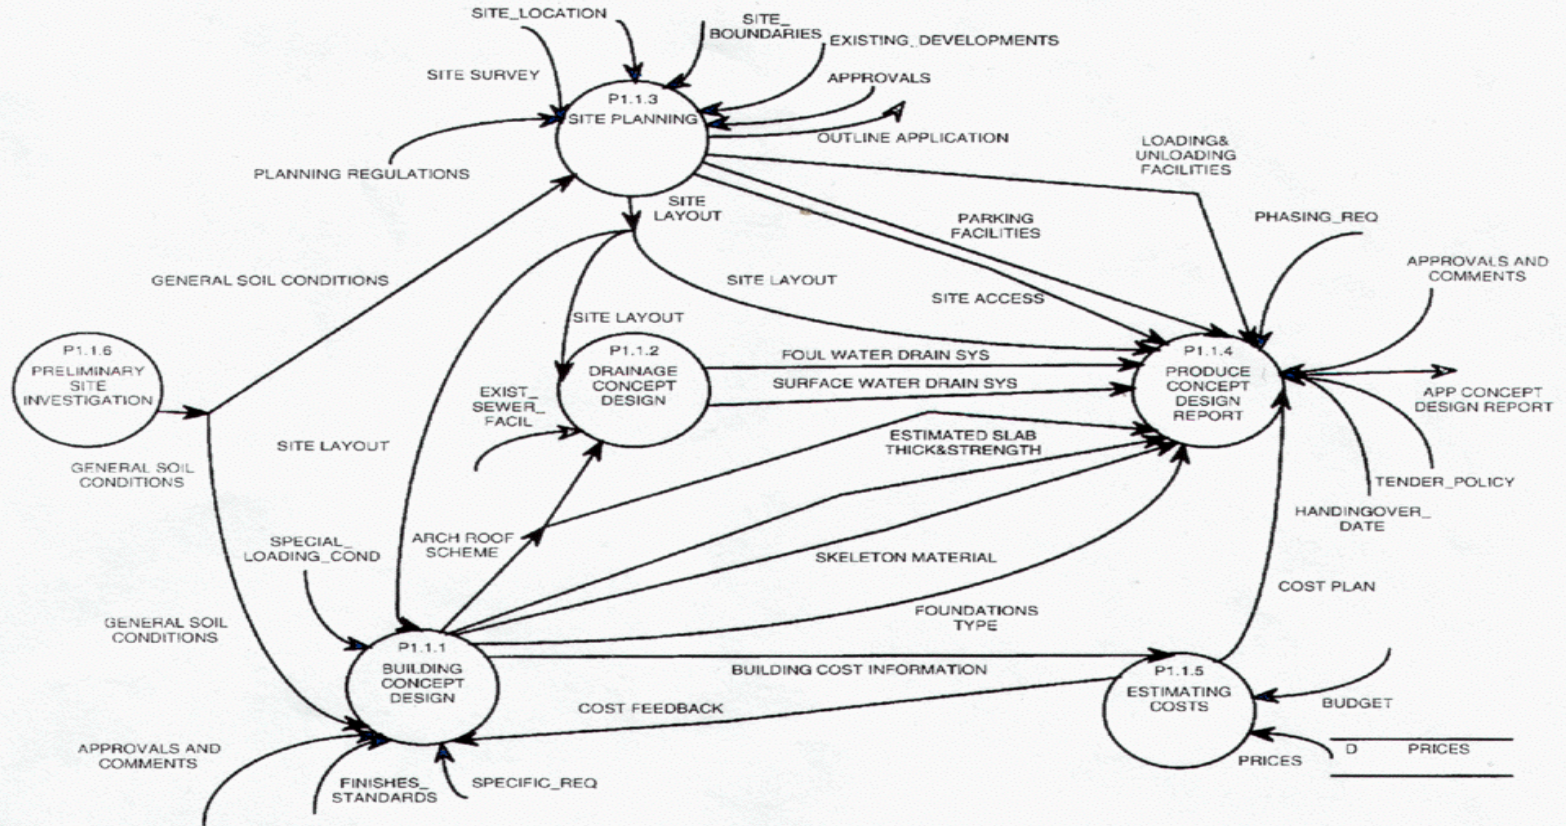 SITE_LOCATION
SITE_
BOUNDARIES
EXISTING_DEVELOPMENTS
SITE SURVEY
APPROVALS
P1.1.3
SITE PLANNING
OUTLINE APPLICATION
PLANNING REGULATIONS
LOADING&
UNLOADING
FACILITIES
SITE
LAYOUT
PARKING
FACILITIES
PHASING_REQ
GENERAL SOIL CONDITIONS
SITE LAYOUT
SITE ACCESS
APPROVALS AND
COMMENTS
SITE LAYOUT
P1.1.6
PRELIMINARY
SITE
INVESTIGATION
P1.1.2
DRAINAGE
CONCEPT
DESIGN
FOUL WATER DRAIN SYS
SURFACE WATER DRAIN SYS
P1.1.4
PRODUCE
CONCEPT
DESIGN
REPORT
APP CONCEPT
DESIGN REPORT
EXIST_
SEWER_
FACIL
SITE LAYOUT
ESTIMATED SLAB
THICK&STRENGTH
GENERAL SOIL
CONDITIONS
TENDER_POLICY
HANDINGOVER_
DATE
SPECIAL_
LOADING_COND
ARCH ROOF
SCHEME
SKELETON MATERIAL
COST PLAN
GENERAL SOIL
CONDITIONS
FOUNDATIONS
TYPE
P1.1.1
BUILDING
CONCEPT
DESIGN
BUILDING COST INFORMATION
P1.1.5
ESTIMATING
COSTS
COST FEEDBACK
BUDGET
APPROVALS AND
COMMENTS
FINISHES_
STANDARDS
SPECIFIC_REQ
PRICES
D PRICES